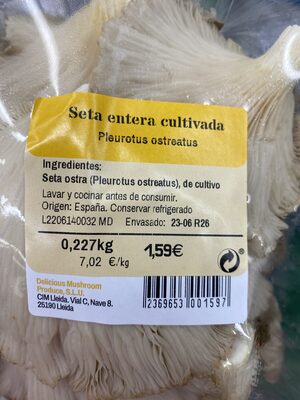 Seta entera cultivada
Pleurotus ostreatus
Ingredientes:
Seta ostra (Pleurotus ostreatus), de cultivo
Lavar y cocinar antes de consumir.
Origen: España. Conservar refrigerado
L2206140032 MD Envasado: 23-06 R26
0,227kg 1,59€
7,02 €/kg
Delicious Mushroom
Produce, S.L.U.
CIM Lleida. Vial C, Nave 8.
25190 Lleida
2369653 001597